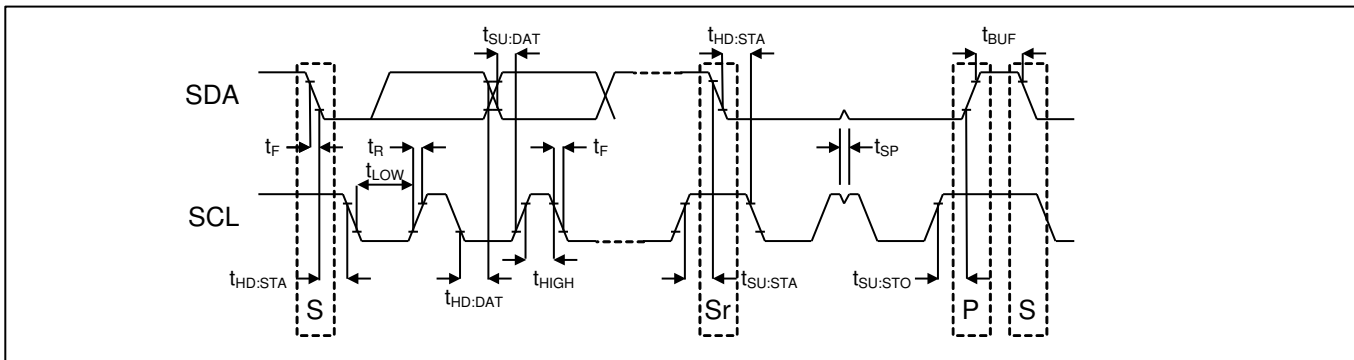 tSU:DAT
tHD:STA
tBUF
SDA
tF
tR
tF
tSP
tLOW
SCL
tHD:STA
tHD:DAT
tHIGH
tSU:STA
tSU:STO
S
Sr
P
S